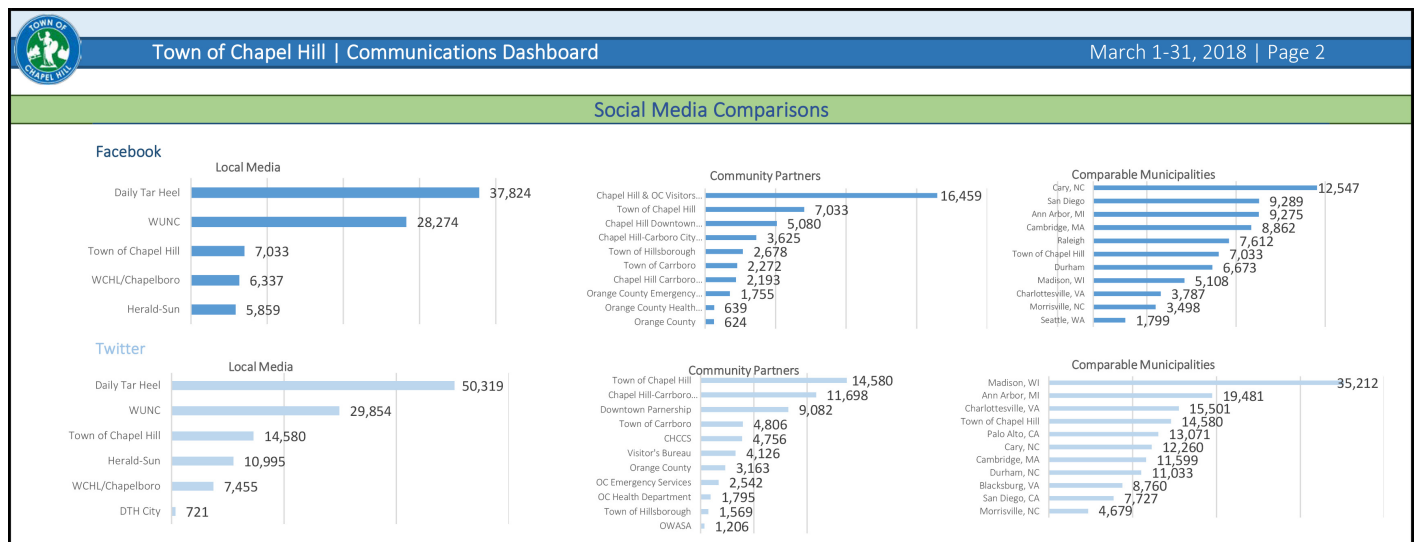 TOWN OF
CHAPEL HILL
Town of Chapel Hill | Communications Dashboard
March 1-31, 2018 | Page 2
Social Media Comparisons
Facebook
Local Media
Daily Tar Heel 37,824
WUNC 28,274
Town of Chapel Hill 7,033
WCHL/Chapelboro 6,337
Herald-Sun 5,859
Community Partners
Chapel Hill & OC Visitors... 16,459
Town of Chapel Hill 7,033
Chapel Hill Downtown... 5,080
Chapel Hill-Carboro City... 3,625
Town of Hillsborough 2,678
Town of Carrboro 2,272
Chapel Hill Carrboro... 2,193
Orange County Emergency... 1,755
Orange County Health... 639
Orange County 624
Comparable Municipalities
Cary, NC 12,547
San Diego 9,289
Ann Arbor, MI 9,275
Cambridge, MA 8,862
Raleigh 7,612
Town of Chapel Hill 7,033
Durham 6,673
Madison, WI 5,108
Charlottesville, VA 3,787
Morrisville, NC 3,498
Seattle, WA 1,799
Twitter
Local Media
Daily Tar Heel 50,319
WUNC 29,854
Town of Chapel Hill 14,580
Herald-Sun 10,995
WCHL/Chapelboro 7,455
DTH City 721
Community Partners
Town of Chapel Hill 14,580
Chapel Hill-Carrboro... 11,698
Downtown Parnership 9,082
Town of Carrboro 4,806
CHCCS 4,756
Visitor's Bureau 4,126
Orange County 3,163
OC Emergency Services 2,542
OC Health Department 1,795
Town of Hillsborough 1,569
OWASA 1,206
Comparable Municipalities
Madison, WI 35,212
Ann Arbor, MI 19,481
Charlottesville, VA 15,501
Town of Chapel Hill 14,580
Palo Alto, CA 13,071
Cary, NC 12,260
Cambridge, MA 11,599
Durham, NC 11,033
Blacksburg, VA 8,760
San Diego, CA 7,727
Morrisville, NC 4,679